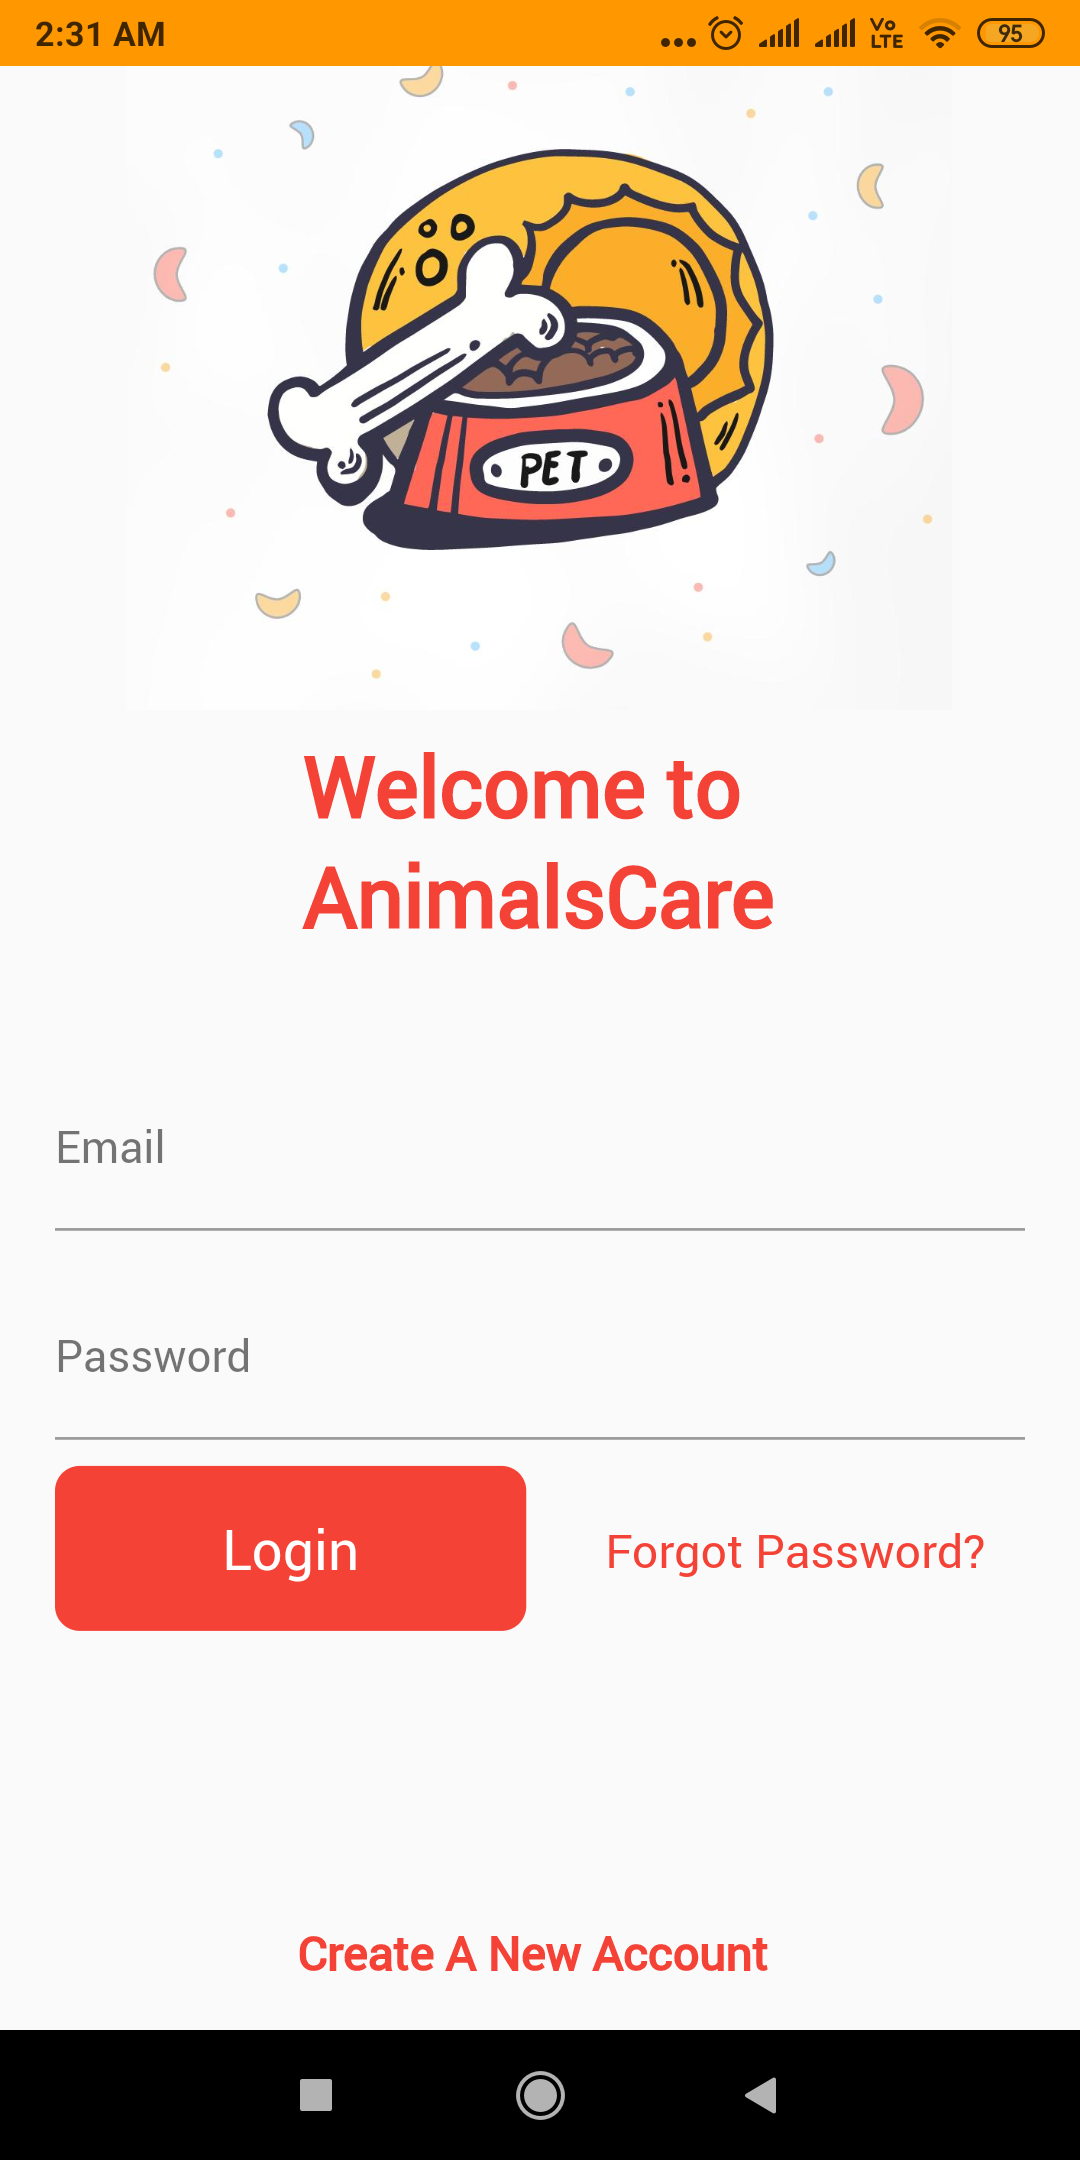 2:31 AM
Vo
LTE
95
PET
Welcome to
AnimalsCare
Email
Password
Login
Forgot Password?
Create A New Account